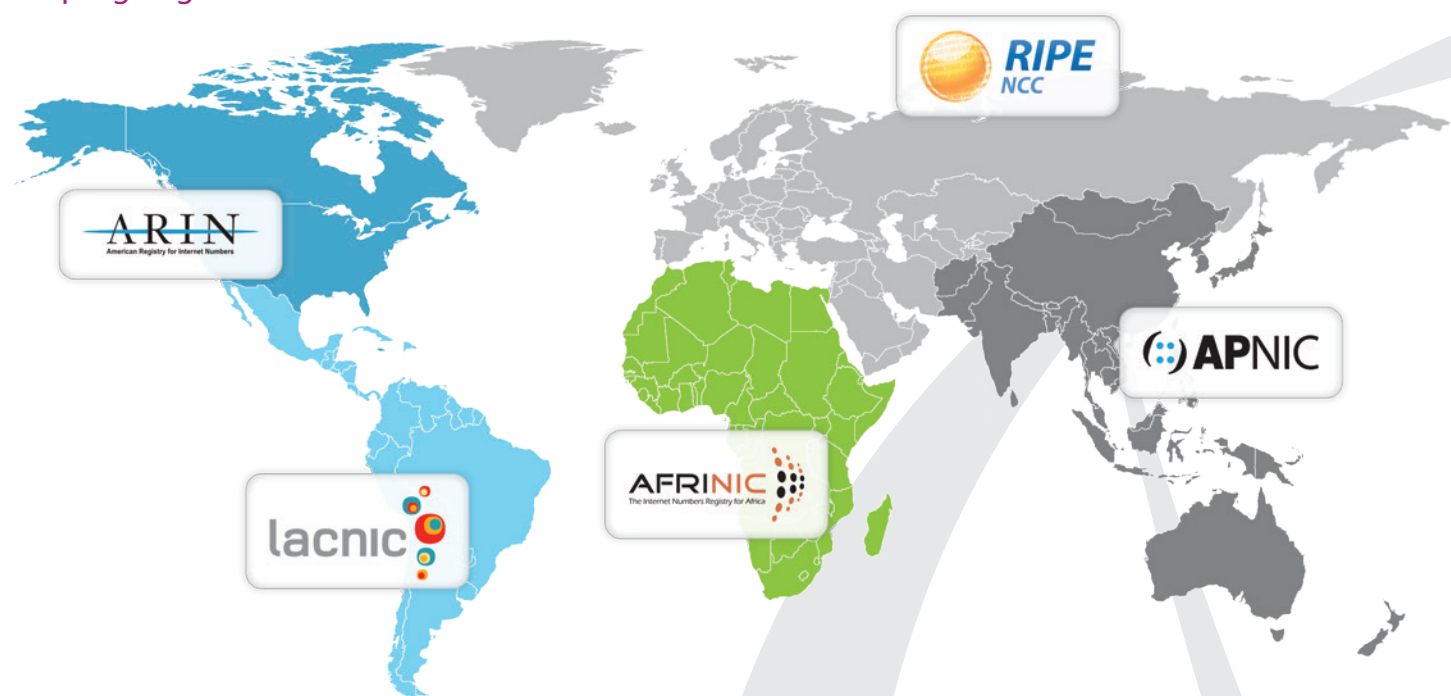 RIPE
NCC
ARIN
American Registry for Internet Numbers
APNIC
AFRINIC
The Internet Numbers Registry for Africa
lacnic